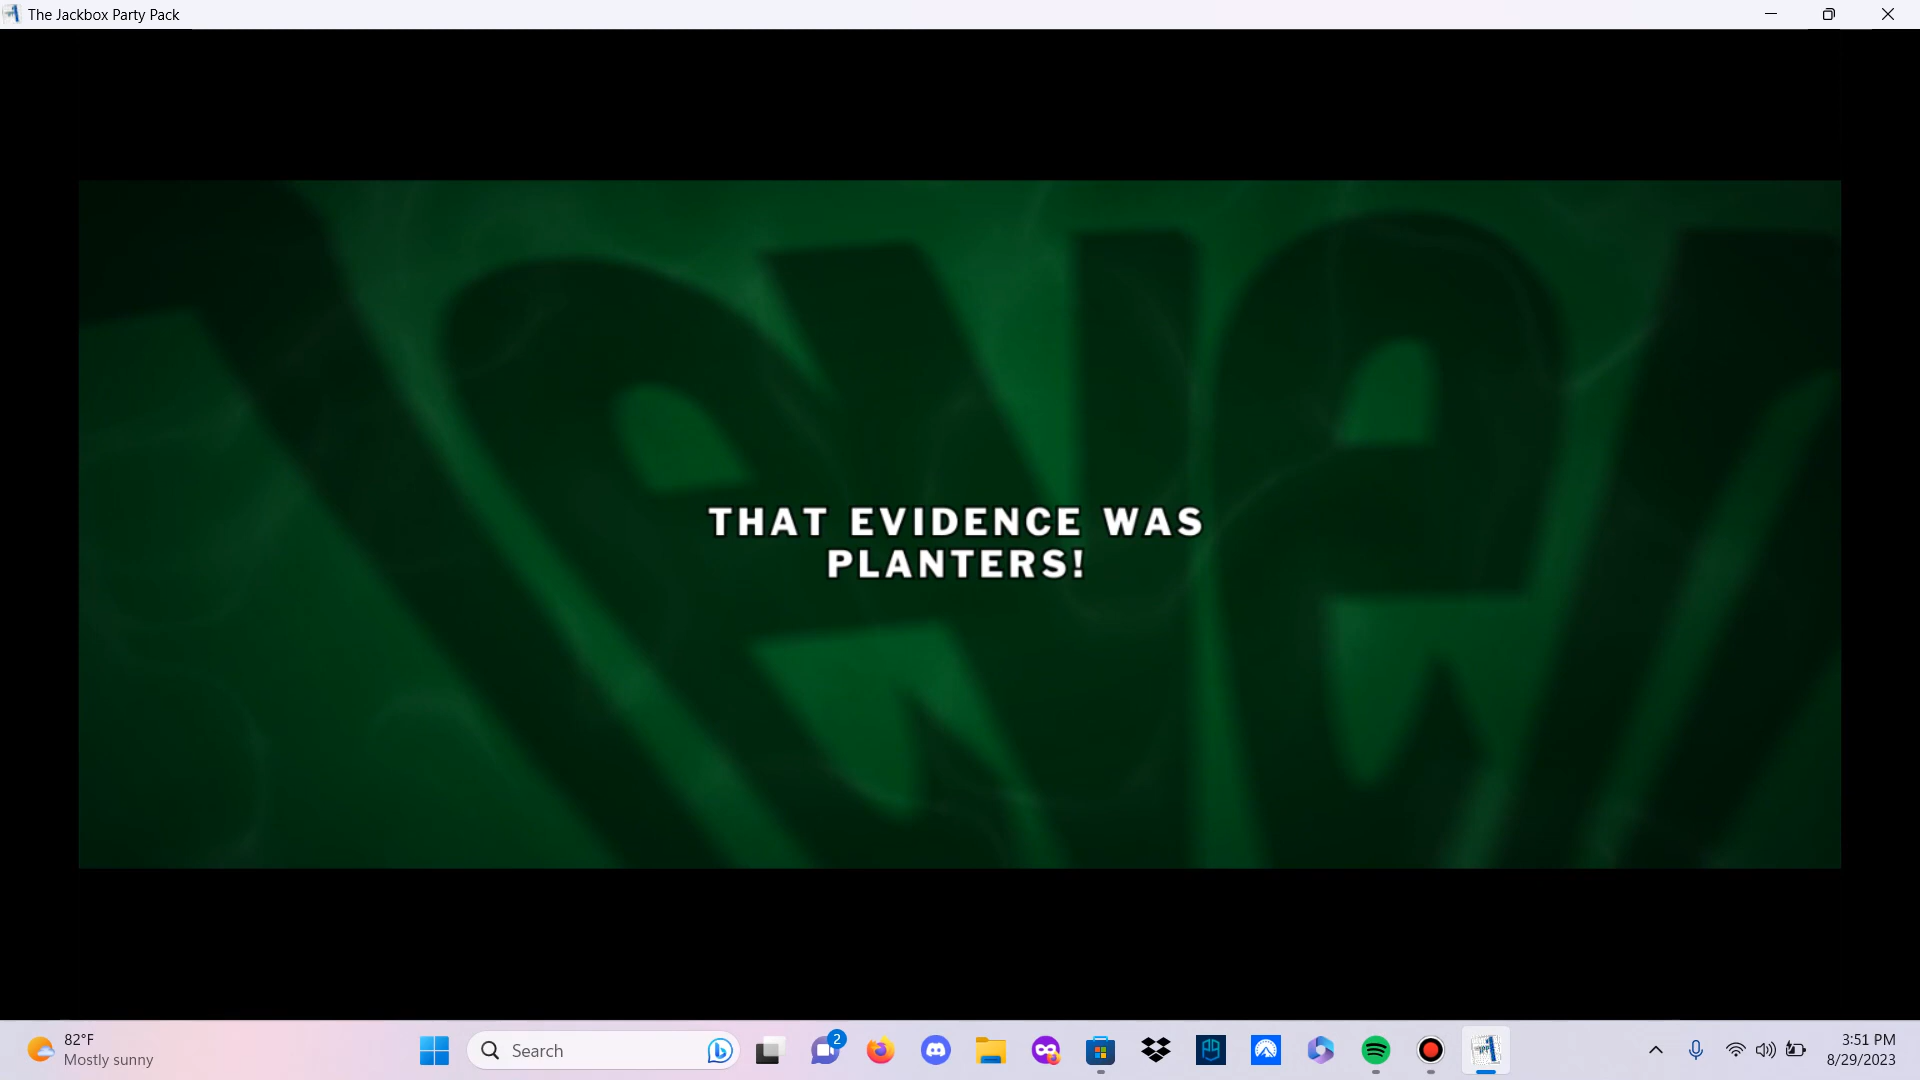 The Jackbox Party Pack
THAT EVIDENCE WAS
PLANTERS!
82°F
Mostly sunny
Search
2
3:51 PM
8/29/2023